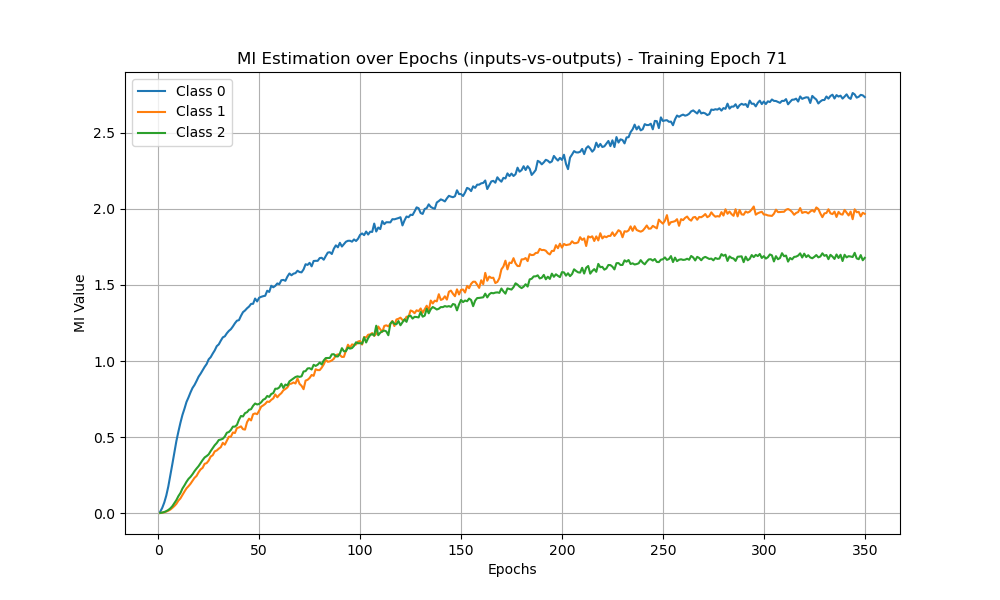 MI Estimation over Epochs (inputs-vs-outputs) - Training Epoch 71
Class 0
Class 1
Class 2
2.5
2.0
1.5
1.0
0.5
0.0
MI Value
0 50 100 150 200 250 300 350
Epochs